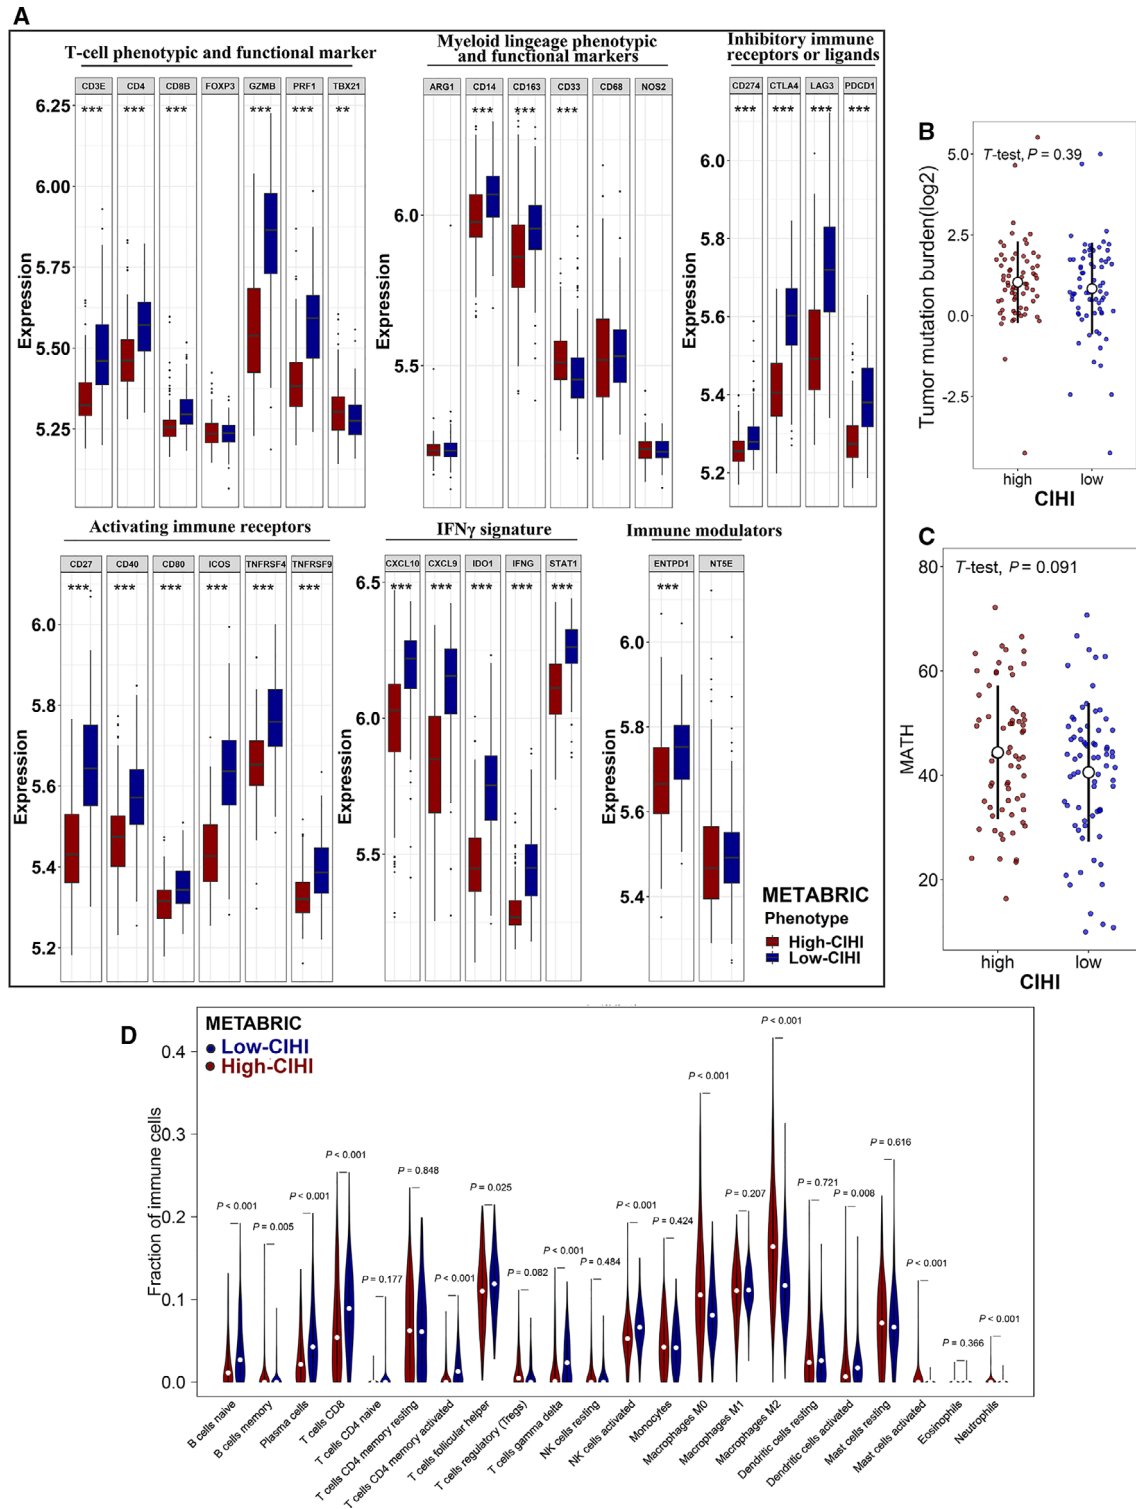 A
T-cell phenotypic and functional marker
CD3E CD4 CD8B FOXP3 GZMB PRF1 TBX21
*** *** *** *** *** **
Expression
6.25
6.00
5.75
5.50
5.25
Myeloid lingeage phenotypic
and functional markers
ARG1 CD14 CD163 CD33 CD68 NOS2
*** *** ***
Expression
6.0
5.5
Inhibitory immune
receptors or ligands
CD274 CTLA4 LAG3 PDCD1
*** *** *** ***
Expression
6.0
5.8
5.6
5.4
5.2
Activating immune receptors
CD27 CD40 CD80 ICOS TNFRSF4 TNFRSF9
*** *** *** *** *** ***
Expression
6.0
5.8
5.6
5.4
5.2
IFNγ signature
CXCL10 CXCL9 IDO1 IFNG STAT1
*** *** *** *** ***
Expression
6.5
6.0
5.5
Immune modulators
ENTPD1 NT5E
***
Expression
6.0
5.8
5.6
5.4
METABRIC
Phenotype
High-CIHI
Low-CIHI
B
T-test, P = 0.39
Tumor mutation burden(log2)
5.0
2.5
0.0
-2.5
high low
CIHI
C
T-test, P = 0.091
MATH
80
60
40
20
high low
CIHI
D
METABRIC
Low-CIHI
High-CIHI
Fraction of immune cells
0.4
0.3
0.2
0.1
0.0
P < 0.001
P = 0.005
P < 0.001
P < 0.001
P = 0.177
P = 0.848
P < 0.001
P = 0.025
P = 0.082
P < 0.001
P = 0.484
P < 0.001
P = 0.424
P < 0.001
P = 0.207
P < 0.001
P = 0.721
P = 0.008
P = 0.616
P < 0.001
P = 0.366
P < 0.001
B cells naive
B cells memory
Plasma cells
T cells CD8
T cells CD4 naive
T cells CD4 memory resting
T cells CD4 memory activated
T cells follicular helper
T cells regulatory (Tregs)
T cells gamma delta
NK cells resting
NK cells activated
Monocytes
Macrophages M0
Macrophages M1
Macrophages M2
Dendritic cells resting
Dendritic cells activated
Mast cells resting
Mast cells activated
Eosinophils
Neutrophils